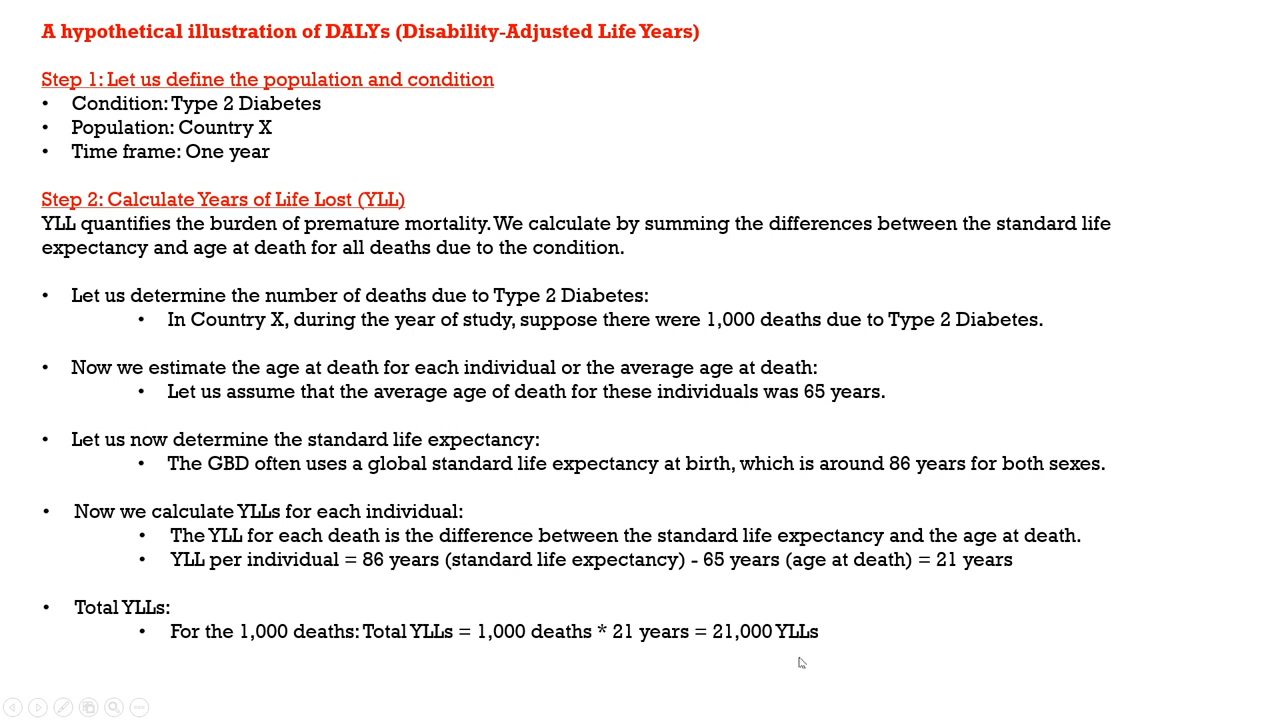 A hypothetical illustration of DALYs (Disability-Adjusted Life Years)
Step 1: Let us define the population and condition
• Condition: Type 2 Diabetes
• Population: Country X
• Time frame: One year
Step 2: Calculate Years of Life Lost (YLL)
YLL quantifies the burden of premature mortality. We calculate by summing the differences between the standard life
expectancy and age at death for all deaths due to the condition.
• Let us determine the number of deaths due to Type 2 Diabetes:
• In Country X, during the year of study, suppose there were 1,000 deaths due to Type 2 Diabetes.
• Now we estimate the age at death for each individual or the average age at death:
• Let us assume that the average age of death for these individuals was 65 years.
• Let us now determine the standard life expectancy:
• The GBD often uses a global standard life expectancy at birth, which is around 86 years for both sexes.
• Now we calculate YLLs for each individual:
• The YLL for each death is the difference between the standard life expectancy and the age at death.
• YLL per individual = 86 years (standard life expectancy) - 65 years (age at death) = 21 years
• Total YLLs:
• For the 1,000 deaths: Total YLLs = 1,000 deaths * 21 years = 21,000 YLLs